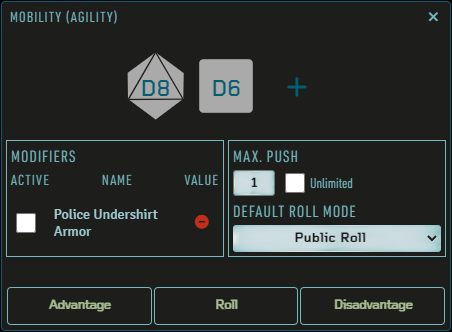 MOBILITY (AGILITY)
D8 D6
MODIFIERS
ACTIVE NAME VALUE
Police Undershirt
Armor
MAX. PUSH
1 Unlimited
DEFAULT ROLL MODE
Public Roll
Advantage Roll Disadvantage